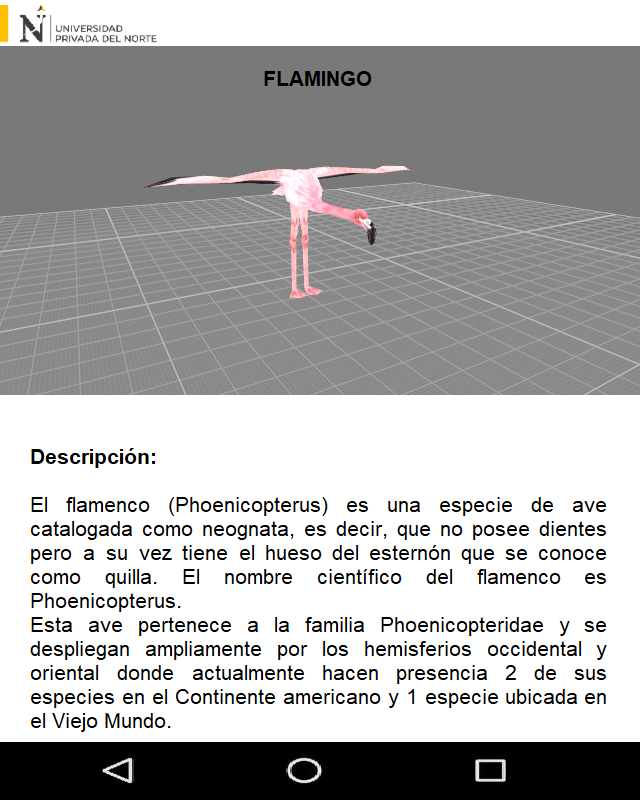 UNIVERSIDAD
PRIVADA DEL NORTE
FLAMINGO
Descripción:
El flamenco (Phoenicopterus) es una especie de ave
catalogada como neognata, es decir, que no posee dientes
pero a su vez tiene el hueso del esternón que se conoce
como quilla. El nombre científico del flamenco es
Phoenicopterus.
Esta ave pertenece a la familia Phoenicopteridae y se
despliegan ampliamente por los hemisferios occidental y
oriental donde actualmente hacen presencia 2 de sus
especies en el Continente americano y 1 especie ubicada en
el Viejo Mundo.